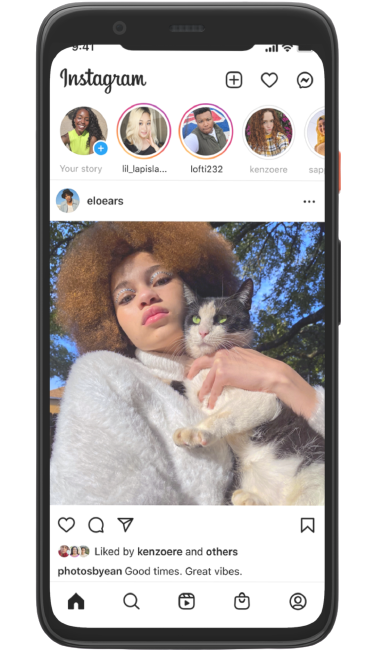 9:41
Instagram
Your story
lil_lapisla...
lofti232
kenzoere
sap
eloears
Liked by kenzoere and others
photosbyean Good times. Great vibes.